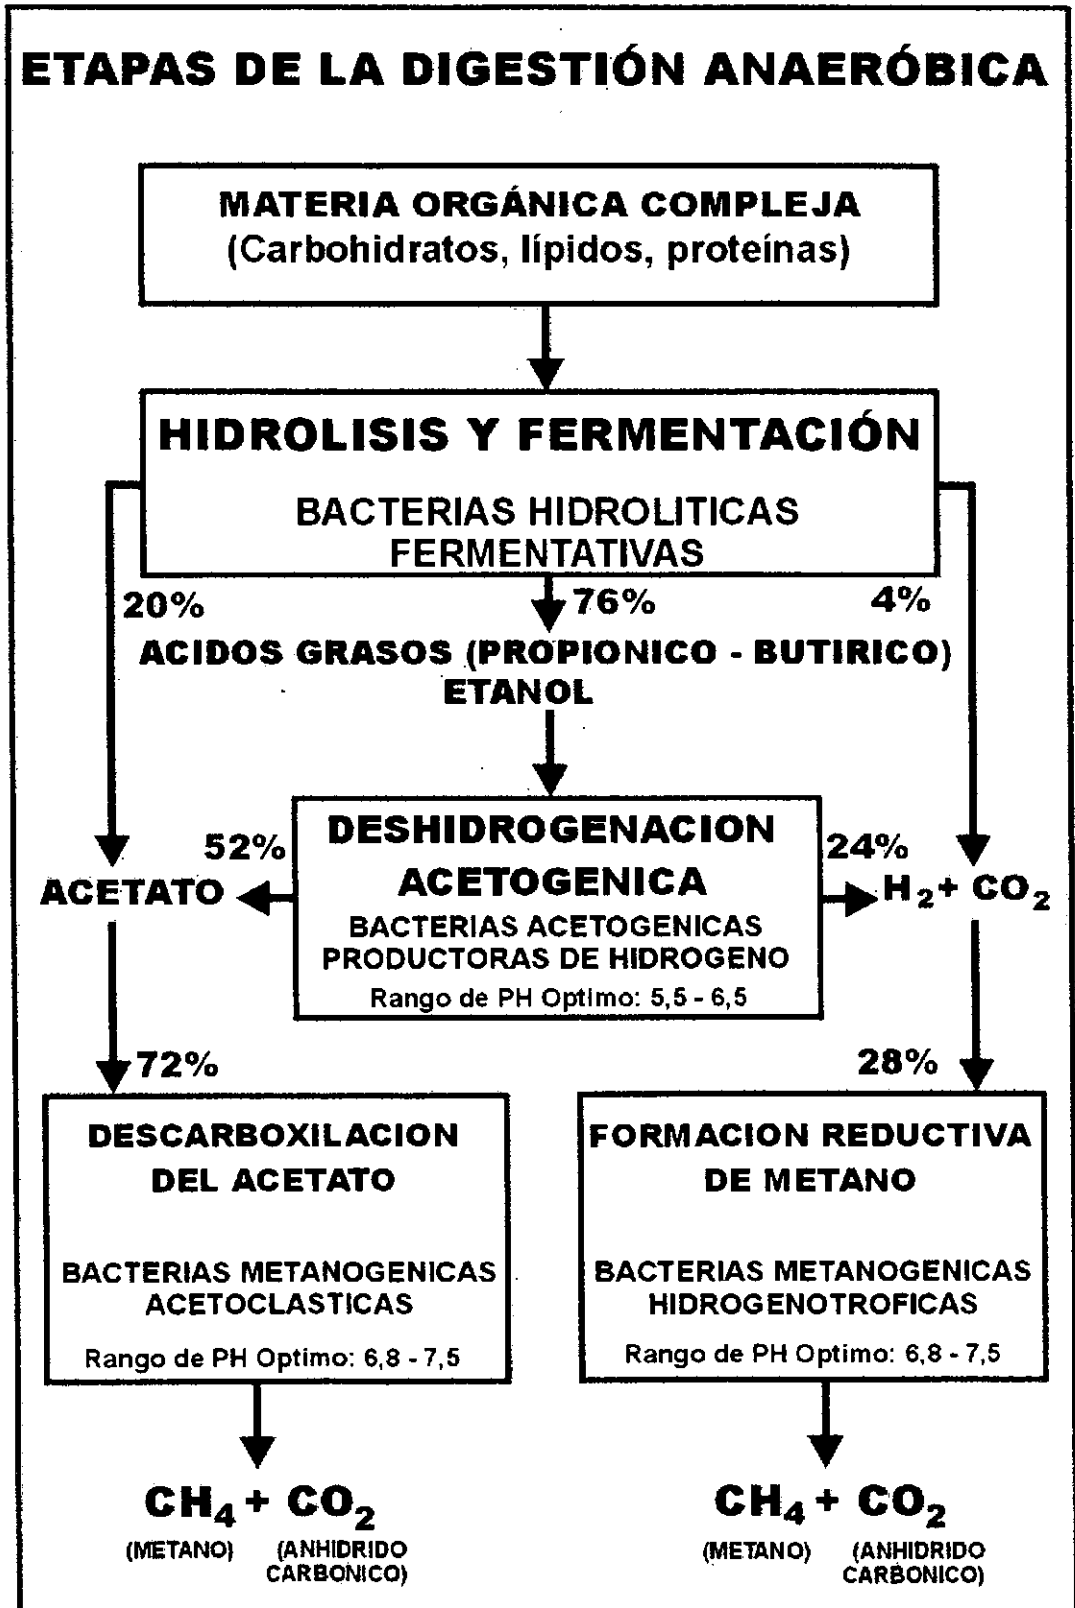 ETAPAS DE LA DIGESTIÓN ANAERÓBICA
MATERIA ORGÁNICA COMPLEJA
(Carbohidratos, lípidos, proteínas)
HIDROLISIS Y FERMENTACIÓN
BACTERIAS HIDROLITICAS
FERMENTATIVAS
20%
76%
4%
ACIDOS GRASOS (PROPIONICO - BUTIRICO)
ETANOL
52%
DESHIDROGENACION
ACETOGENICA
BACTERIAS ACETOGENICAS
PRODUCTORAS DE HIDROGENO
Rango de PH Optimo: 5,5 - 6,5
24%
ACETATO
H₂+ CO₂
72%
28%
DESCARBOXILACION
DEL ACETATO
BACTERIAS METANOGENICAS
ACETOCLASTICAS
Rango de PH Optimo: 6,8 - 7,5
FORMACION REDUCTIVA
DE METANO
BACTERIAS METANOGENICAS
HIDROGENOTROFICAS
Rango de PH Optimo: 6,8 - 7,5
CH₄ + CO₂
(METANO) (ANHIDRIDO
CARBONICO)
CH₄ + CO₂
(METANO) (ANHIDRIDO
CARBONICO)